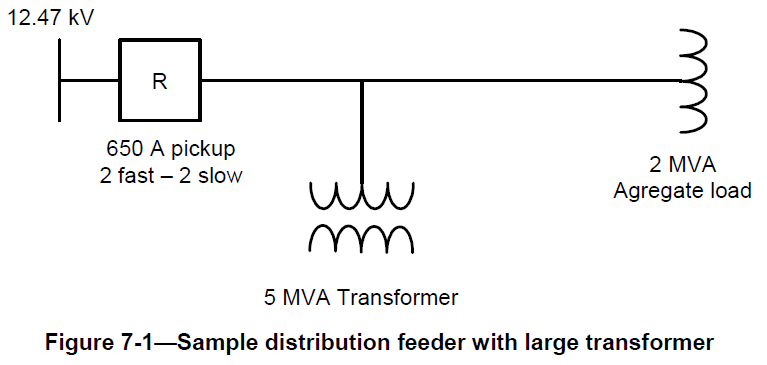 12.47 kV
R
650 A pickup
2 fast – 2 slow
2 MVA
Agregate load
5 MVA Transformer
Figure 7-1—Sample distribution feeder with large transformer